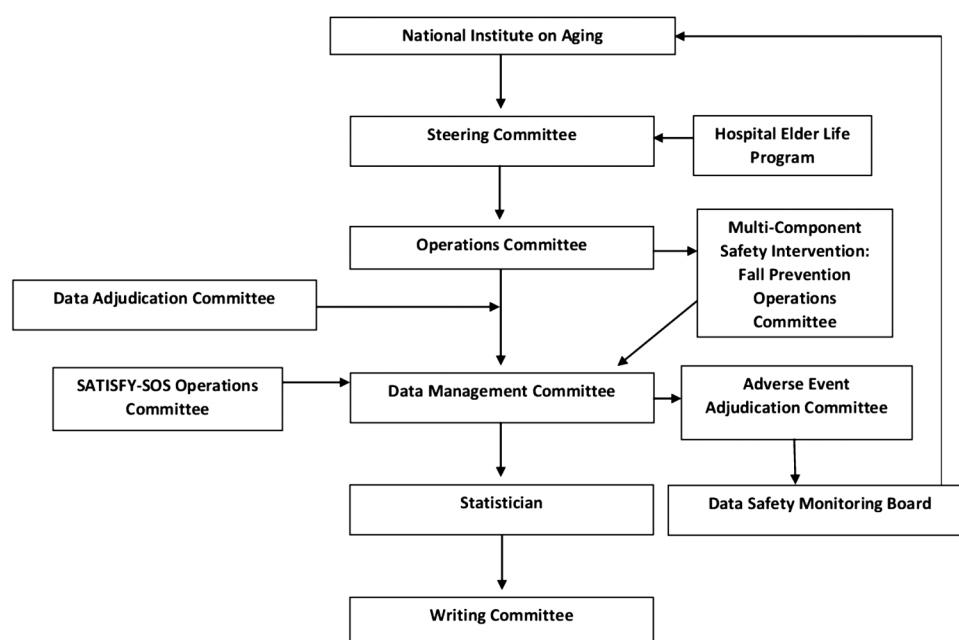 National Institute on Aging
Steering Committee
Hospital Elder Life
Program
Operations Committee
Multi-Component
Safety Intervention:
Fall Prevention
Operations
Committee
Data Adjudication Committee
SATISFY-SOS Operations
Committee
Data Management Committee
Adverse Event
Adjudication Committee
Statistician
Data Safety Monitoring Board
Writing Committee